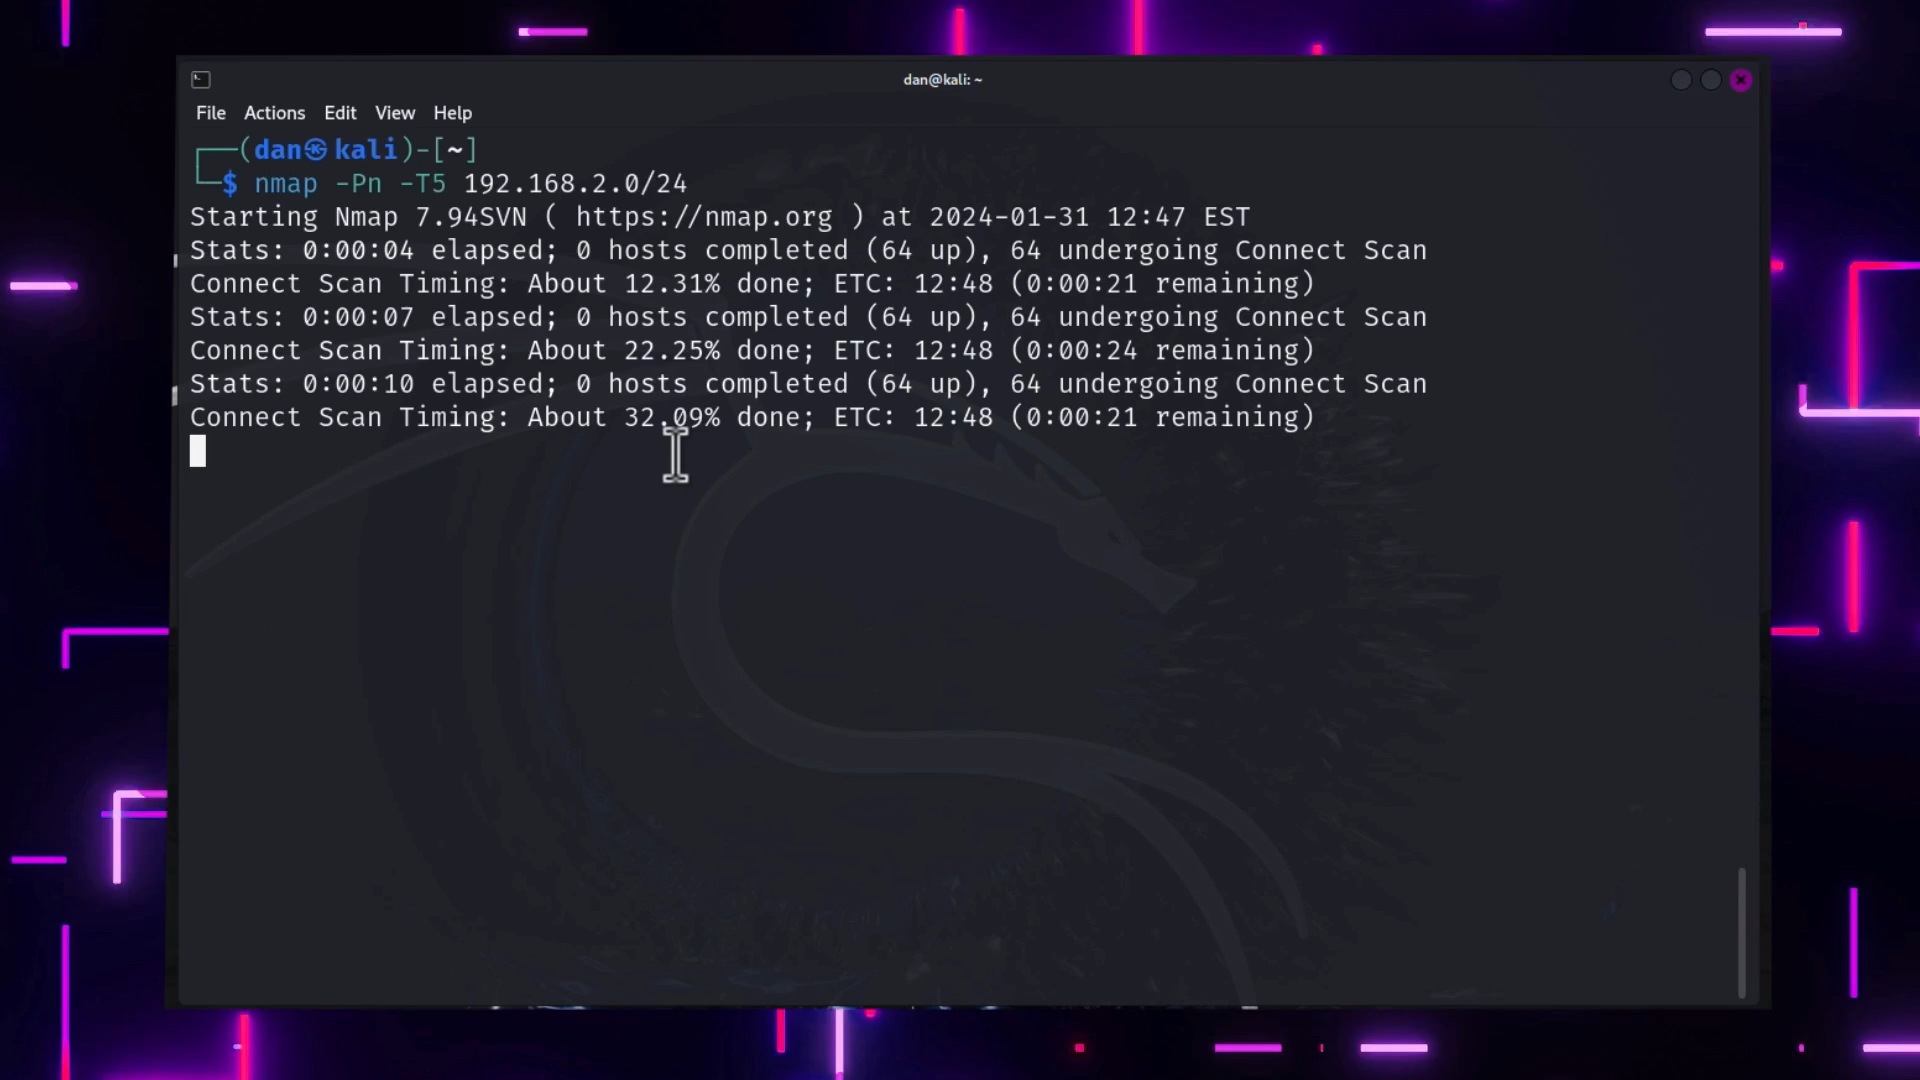 dan@kali: ~
File Actions Edit View Help
┌──(dan㉿kali)-[~]
└─$ nmap -Pn -T5 192.168.2.0/24
Starting Nmap 7.94SVN ( https://nmap.org ) at 2024-01-31 12:47 EST
Stats: 0:00:04 elapsed; 0 hosts completed (64 up), 64 undergoing Connect Scan
Connect Scan Timing: About 12.31% done; ETC: 12:48 (0:00:21 remaining)
Stats: 0:00:07 elapsed; 0 hosts completed (64 up), 64 undergoing Connect Scan
Connect Scan Timing: About 22.25% done; ETC: 12:48 (0:00:24 remaining)
Stats: 0:00:10 elapsed; 0 hosts completed (64 up), 64 undergoing Connect Scan
Connect Scan Timing: About 32.09% done; ETC: 12:48 (0:00:21 remaining)